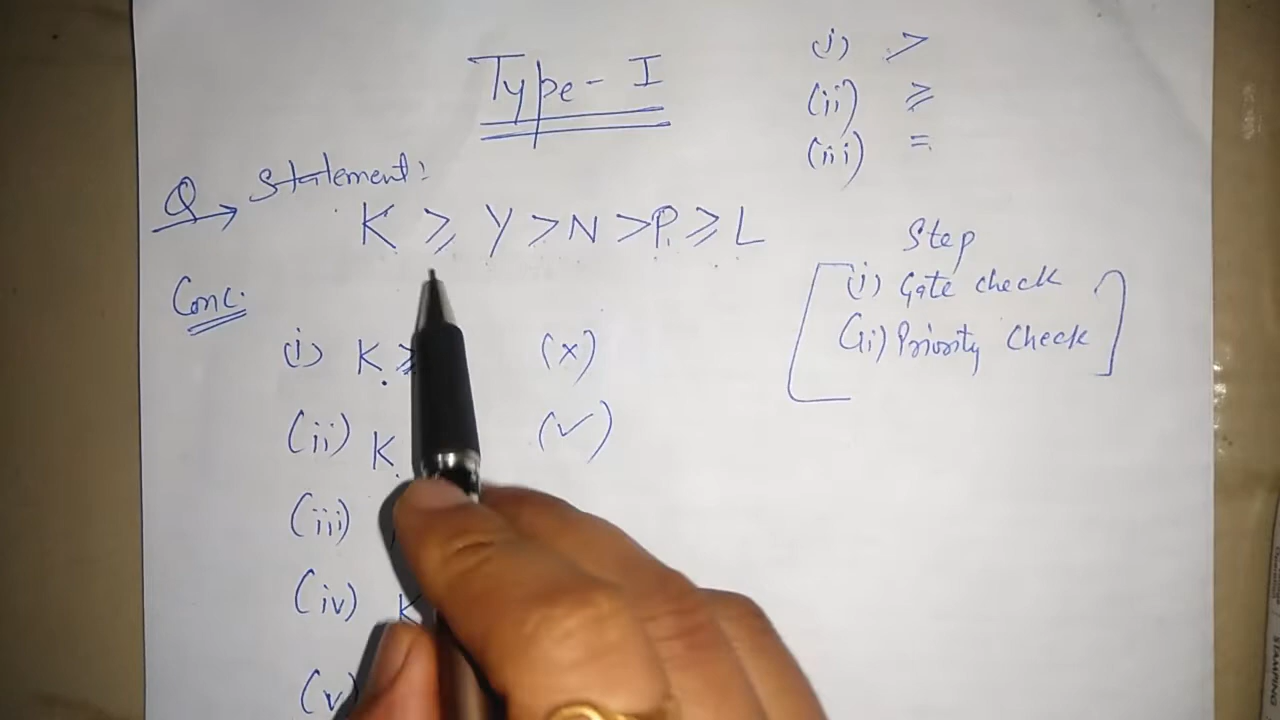 Type - I
(i) >
(ii) ≥
(iii) =
Q → Statement:
K ≥ Y > N > P ≥ L
Conc.
(i) K ≥ (×)
(ii) K (✓)
(iii)
(iv) K
(v)
Step
(i) Gate check
(ii) Priority Check